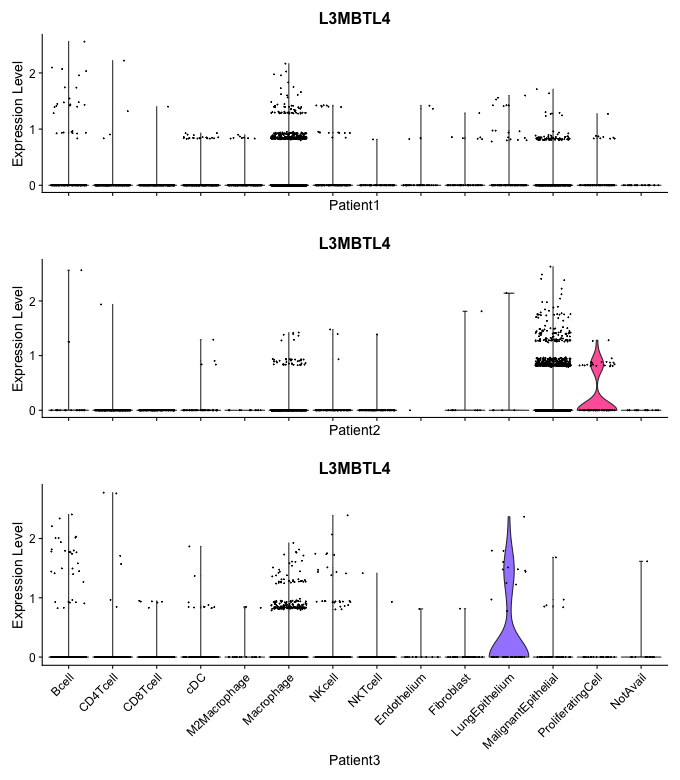 L3MBTL4
Expression Level
2
1
0
Patient1
L3MBTL4
Expression Level
2
1
0
Patient2
L3MBTL4
Expression Level
2
1
0
Bcell
CD4Tcell
CD8Tcell
cDC
M2Macrophage
Macrophage
NKcell
NKTcell
Endothelium
Fibroblast
LungEpithelium
MalignantEpithelial
ProliferatingCell
NotAvail
Patient3